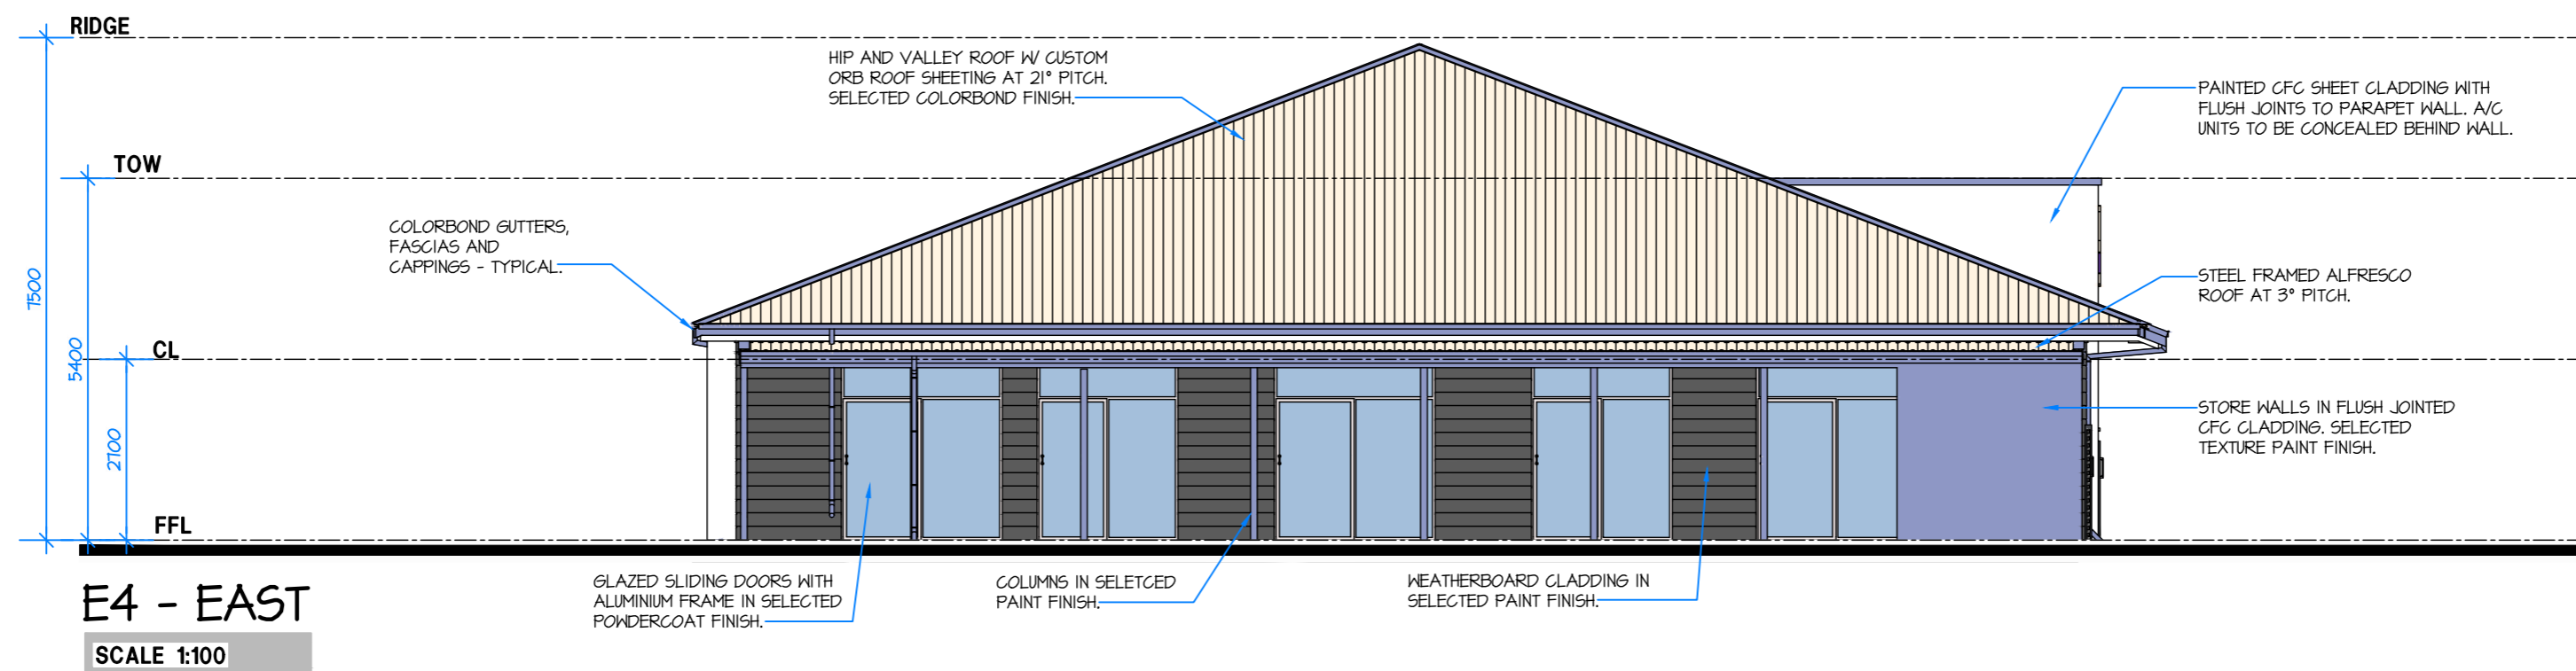 RIDGE
HIP AND VALLEY ROOF W/ CUSTOM
ORB ROOF SHEETING AT 21° PITCH.
SELECTED COLORBOND FINISH.
PAINTED CFC SHEET CLADDING WITH
FLUSH JOINTS TO PARAPET WALL. A/C
UNITS TO BE CONCEALED BEHIND WALL.
TOW
COLORBOND GUTTERS,
FASCIAS AND
CAPPINGS - TYPICAL.
STEEL FRAMED ALFRESCO
ROOF AT 3° PITCH.
7500
5400
CL
2700
STORE WALLS IN FLUSH JOINTED
CFC CLADDING. SELECTED
TEXTURE PAINT FINISH.
FFL
GLAZED SLIDING DOORS WITH
ALUMINIUM FRAME IN SELECTED
POWDERCOAT FINISH.
COLUMNS IN SELETCED
PAINT FINISH.
WEATHERBOARD CLADDING IN
SELECTED PAINT FINISH.
E4 - EAST
SCALE 1:100